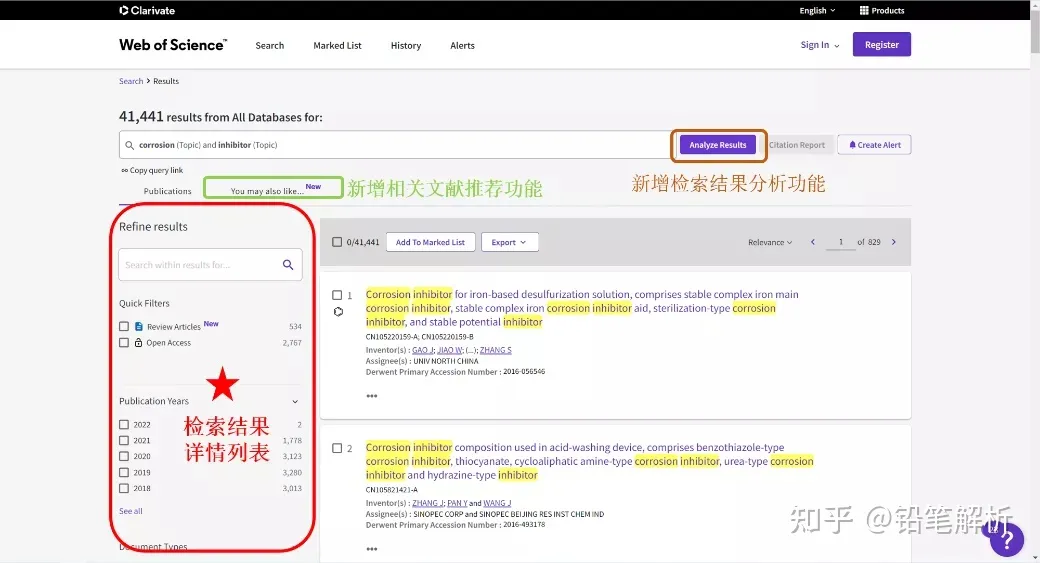 Clarivate
English
Products
Web of Science™
Search
Marked List
History
Alerts
Sign In
Register
Search > Results
41,441 results from All Databases for:
corrosion (Topic) and inhibitor (Topic)
Analyze Results
Citation Report
Create Alert
Copy query link
Publications
You may also like... New
新增相关文献推荐功能
新增检索结果分析功能
Refine results
Search within results for...
Quick Filters
Review Articles New 534
Open Access 2,767
Publication Years
2022 2
2021 1,778
2020 3,123
2019 3,280
2018 3,013
See all
Document Types
检索结果
详情列表
0/41,441
Add To Marked List
Export
Relevance
1 of 829
1
Corrosion inhibitor for iron-based desulfurization solution, comprises stable complex iron main
corrosion inhibitor, stable complex iron corrosion inhibitor aid, sterilization-type corrosion
inhibitor, and stable potential inhibitor
CN105220159-A; CN105220159-B
Inventor(s) : GAO J; JIAO W; (...); ZHANG S
Assignee(s) : UNIV NORTH CHINA
Derwent Primary Accession Number : 2016-056546
2
Corrosion inhibitor composition used in acid-washing device, comprises benzothiazole-type
corrosion inhibitor, thiocyanate, cycloaliphatic amine-type corrosion inhibitor, urea-type corrosion
inhibitor and hydrazine-type inhibitor
CN105821421-A
Inventor(s) : ZHANG J; PAN Y and WANG J
Assignee(s) : SINOPEC CORP and SINOPEC BEIJING RES INST CHEM IND
Derwent Primary Accession Number : 2016-493178
知乎 @铅笔解析
?